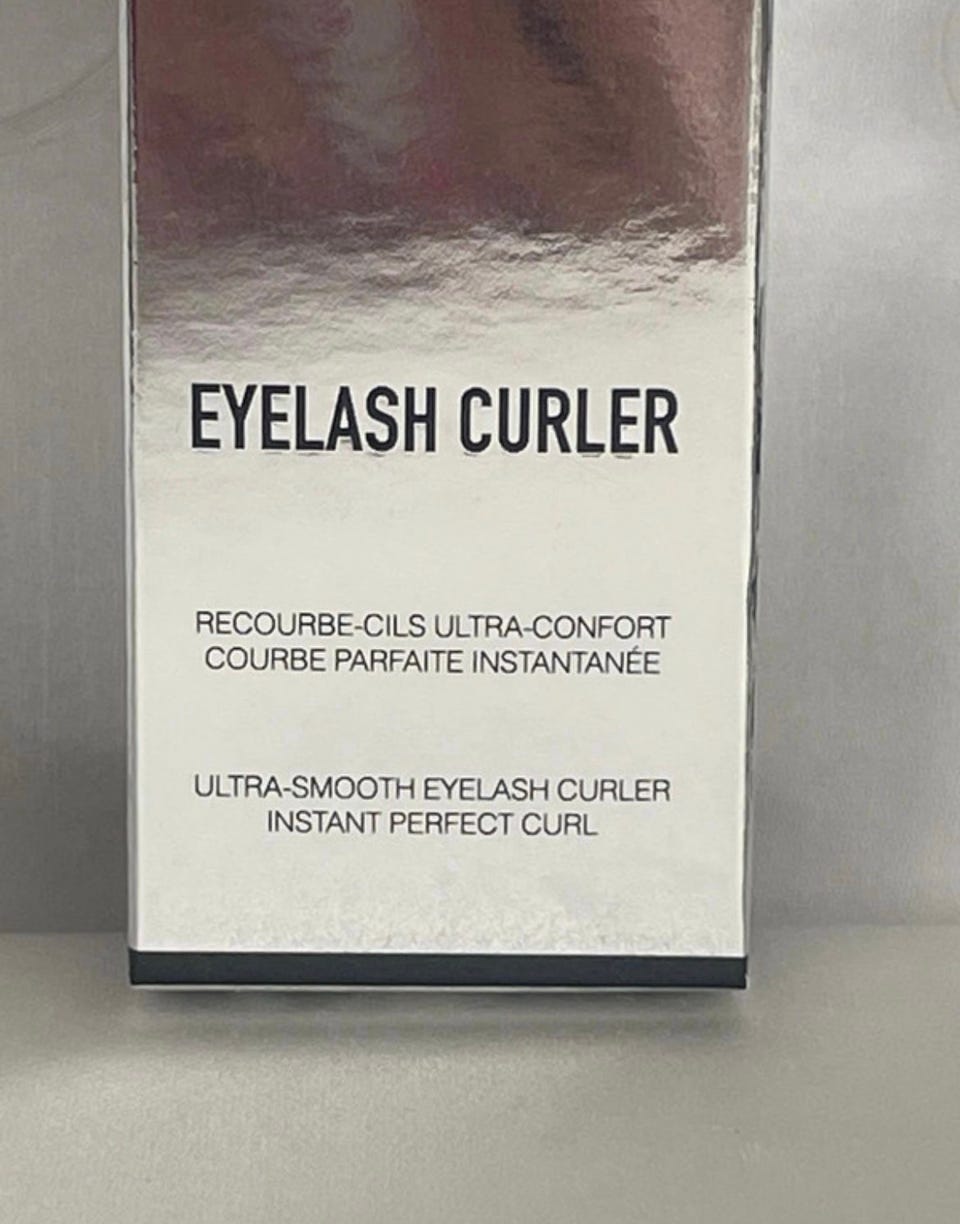 EYELASH CURLER
RECOURBE-CILS ULTRA-CONFORT
COURBE PARFAITE INSTANTANÉE
ULTRA-SMOOTH EYELASH CURLER
INSTANT PERFECT CURL